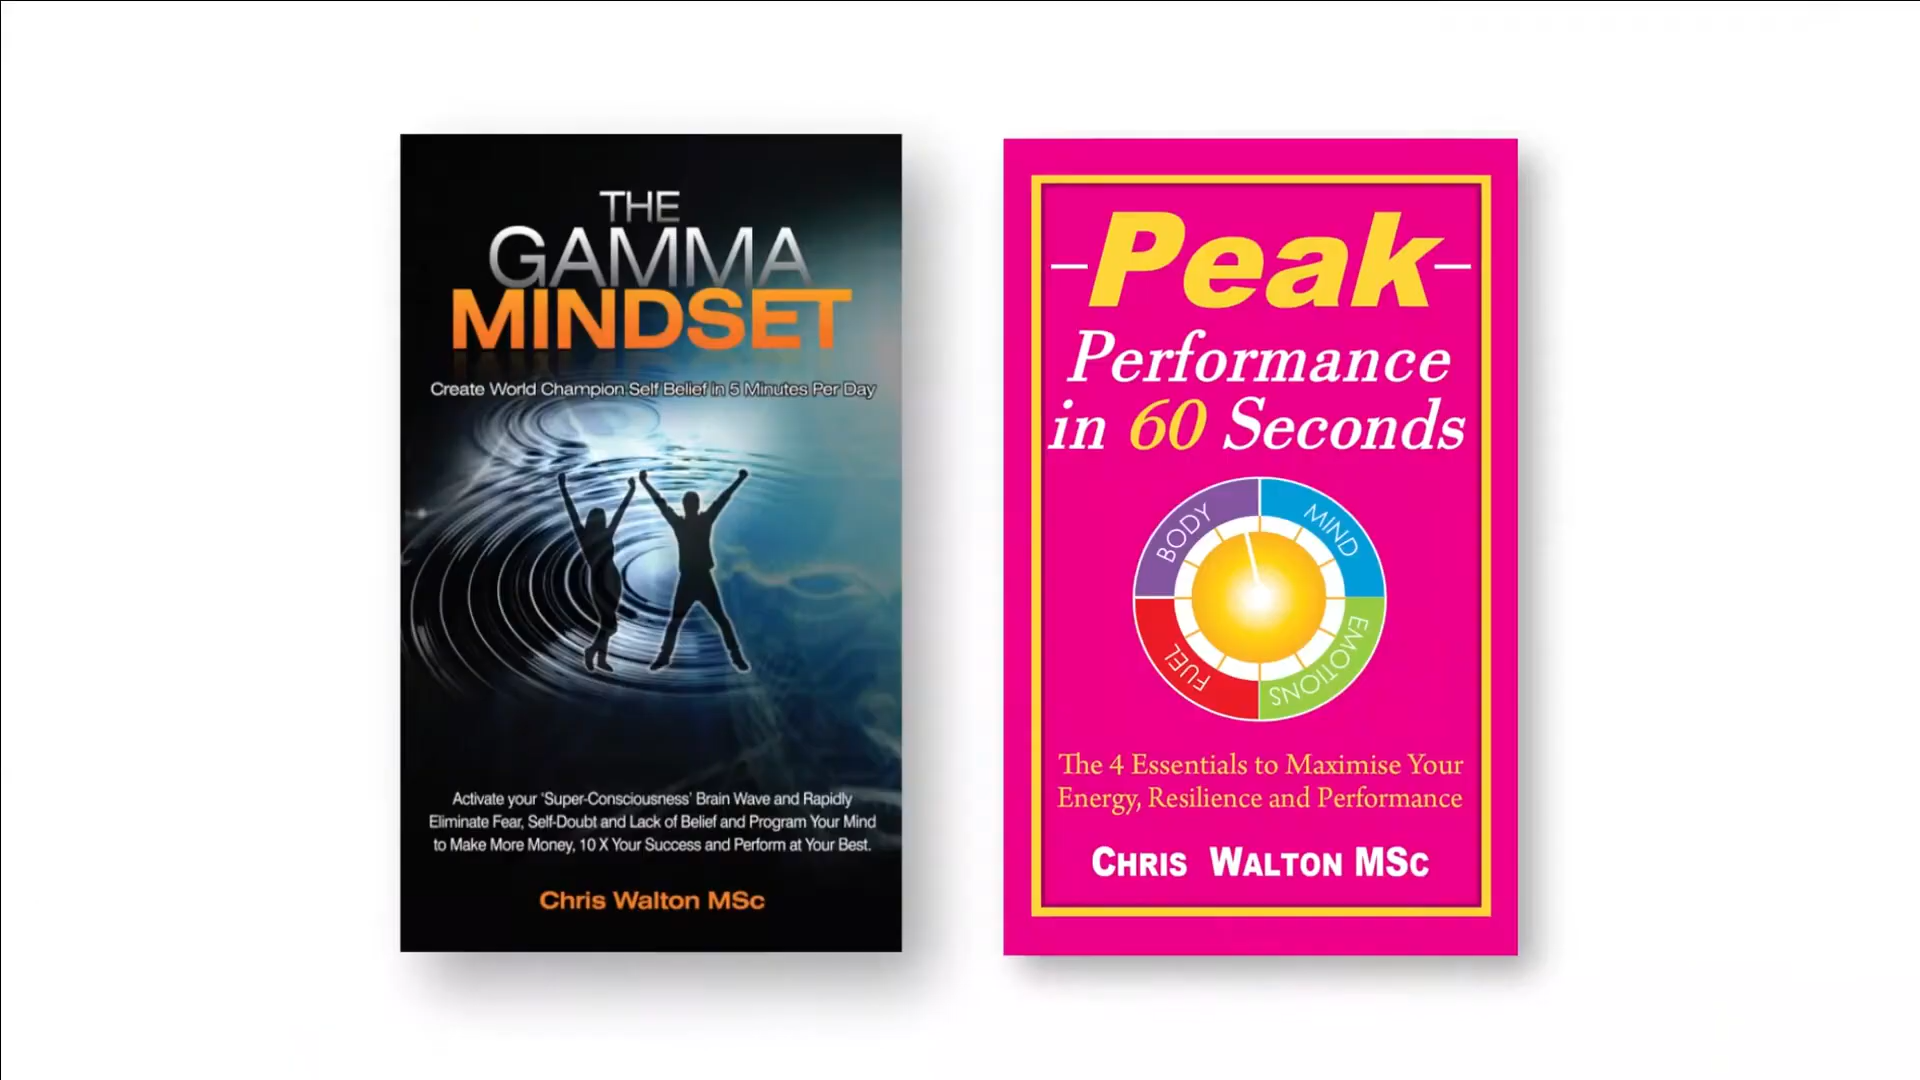 THE
GAMMA
MINDSET
Create World Champion Self Belief in 5 Minutes Per Day
Activate your 'Super-Consciousness' Brain Wave and Rapidly
Eliminate Fear, Self-Doubt and Lack of Belief and Program Your Mind
to Make More Money, 10 X Your Success and Perform at Your Best.
Chris Walton MSc
Peak
Performance
in 60 Seconds
BODY
MIND
FUEL
EMOTIONS
The 4 Essentials to Maximise Your
Energy, Resilience and Performance
CHRIS WALTON MSC